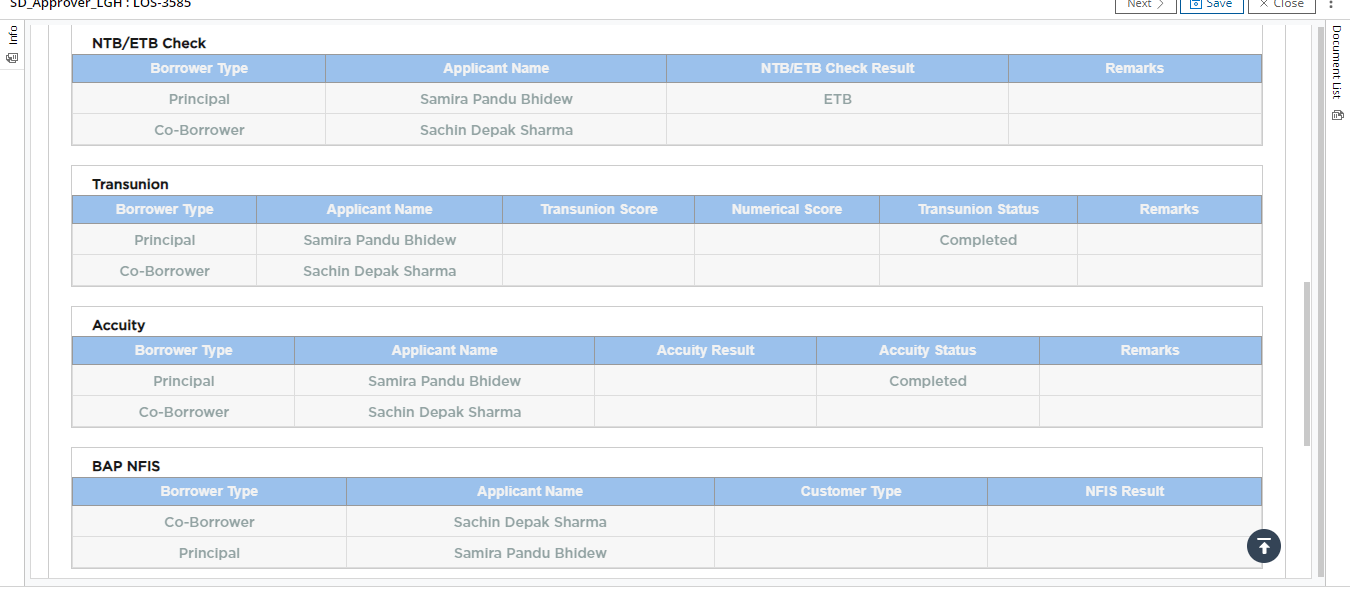 SD_Approver_LGH : LOS-3585
Next Save Close
Info
Document List
NTB/ETB Check
Borrower Type Applicant Name NTB/ETB Check Result Remarks
Principal Samira Pandu Bhidew ETB
Co-Borrower Sachin Depak Sharma
Transunion
Borrower Type Applicant Name Transunion Score Numerical Score Transunion Status Remarks
Principal Samira Pandu Bhidew Completed
Co-Borrower Sachin Depak Sharma
Accuity
Borrower Type Applicant Name Accuity Result Accuity Status Remarks
Principal Samira Pandu Bhidew Completed
Co-Borrower Sachin Depak Sharma
BAP NFIS
Borrower Type Applicant Name Customer Type NFIS Result
Co-Borrower Sachin Depak Sharma
Principal Samira Pandu Bhidew